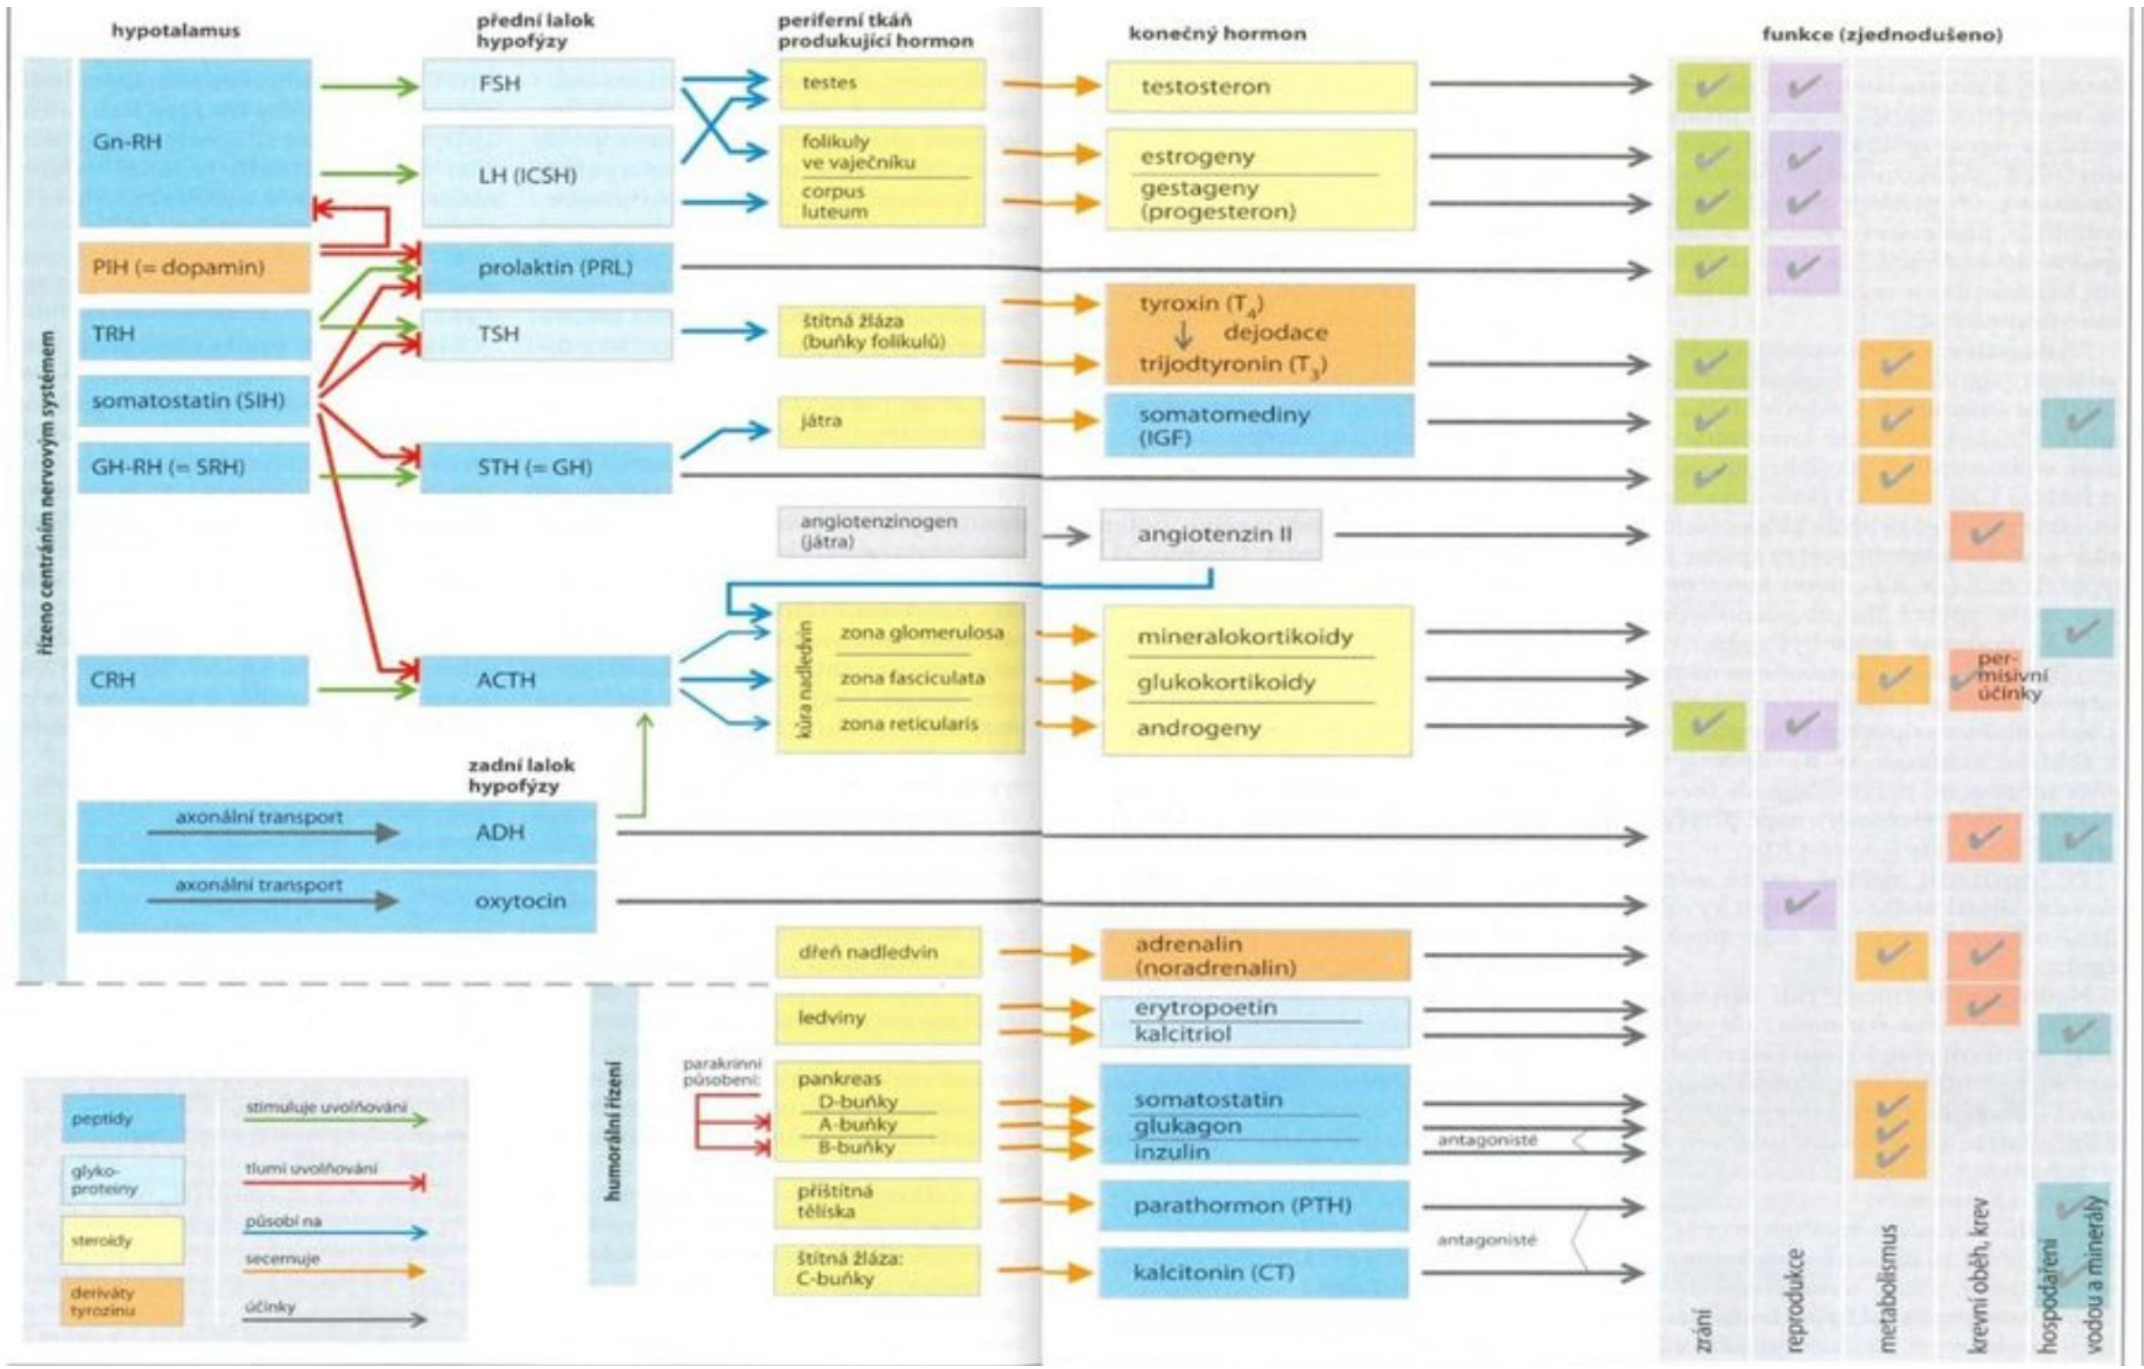 hypotalamus
přední lalok
hypofýzy
periferní tkáň
produkující hormon
konečný hormon
funkce (zjednodušeno)
řízeno centráním nervovým systémem
Gn-RH
FSH
testes
testosteron
LH (ICSH)
folikuly
ve vaječníku
estrogeny
corpus
luteum
gestageny
(progesteron)
PIH (= dopamin)
prolaktin (PRL)
TRH
TSH
štítná žláza
(buňky folikulů)
tyroxin (T4)
dejodace
trijodtyronin (T3)
somatostatin (SIH)
játra
somatomediny
(IGF)
GH-RH (= SRH)
STH (= GH)
angiotenzinogen
(játra)
angiotenzin II
CRH
ACTH
kůra nadledvin
zona glomerulosa
mineralokortikoidy
zona fasciculata
glukokortikoidy
per-
misivní
účinky
zona reticularis
androgeny
zadní lalok
hypofýzy
axonální transport
ADH
axonální transport
oxytocin
dřeň nadledvin
adrenalin
(noradrenalin)
humorální řízení
ledviny
erytropoetin
kalcitriol
parakrinní
působení:
pankreas
D-buňky
somatostatin
A-buňky
glukagon
B-buňky
inzulin
antagonisté
příštítná
tělíska
parathormon (PTH)
antagonisté
štítná žláza:
C-buňky
kalcitonin (CT)
peptidy
stimuluje uvolňování
glyko-
proteiny
tlumí uvolňování
steroidy
působí na
secernuje
deriváty
tyrozinu
účinky
zrání
reprodukce
metabolismus
krevní oběh, krev
hospodaření
vodou a minerály